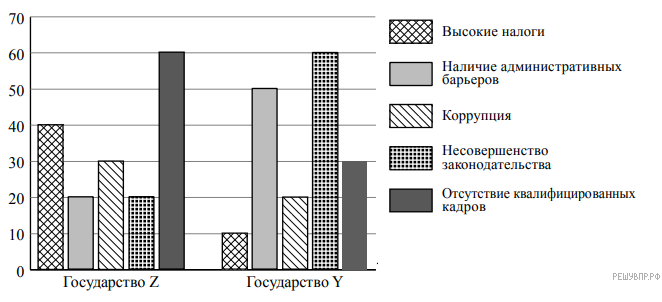 70
60
50
40
30
20
10
0
Государство Z
Государство Y
Высокие налоги
Наличие административных
барьеров
Коррупция
Несовершенство
законодательства
Отсутствие квалифицированных
кадров
РЕШУВПР.РФ